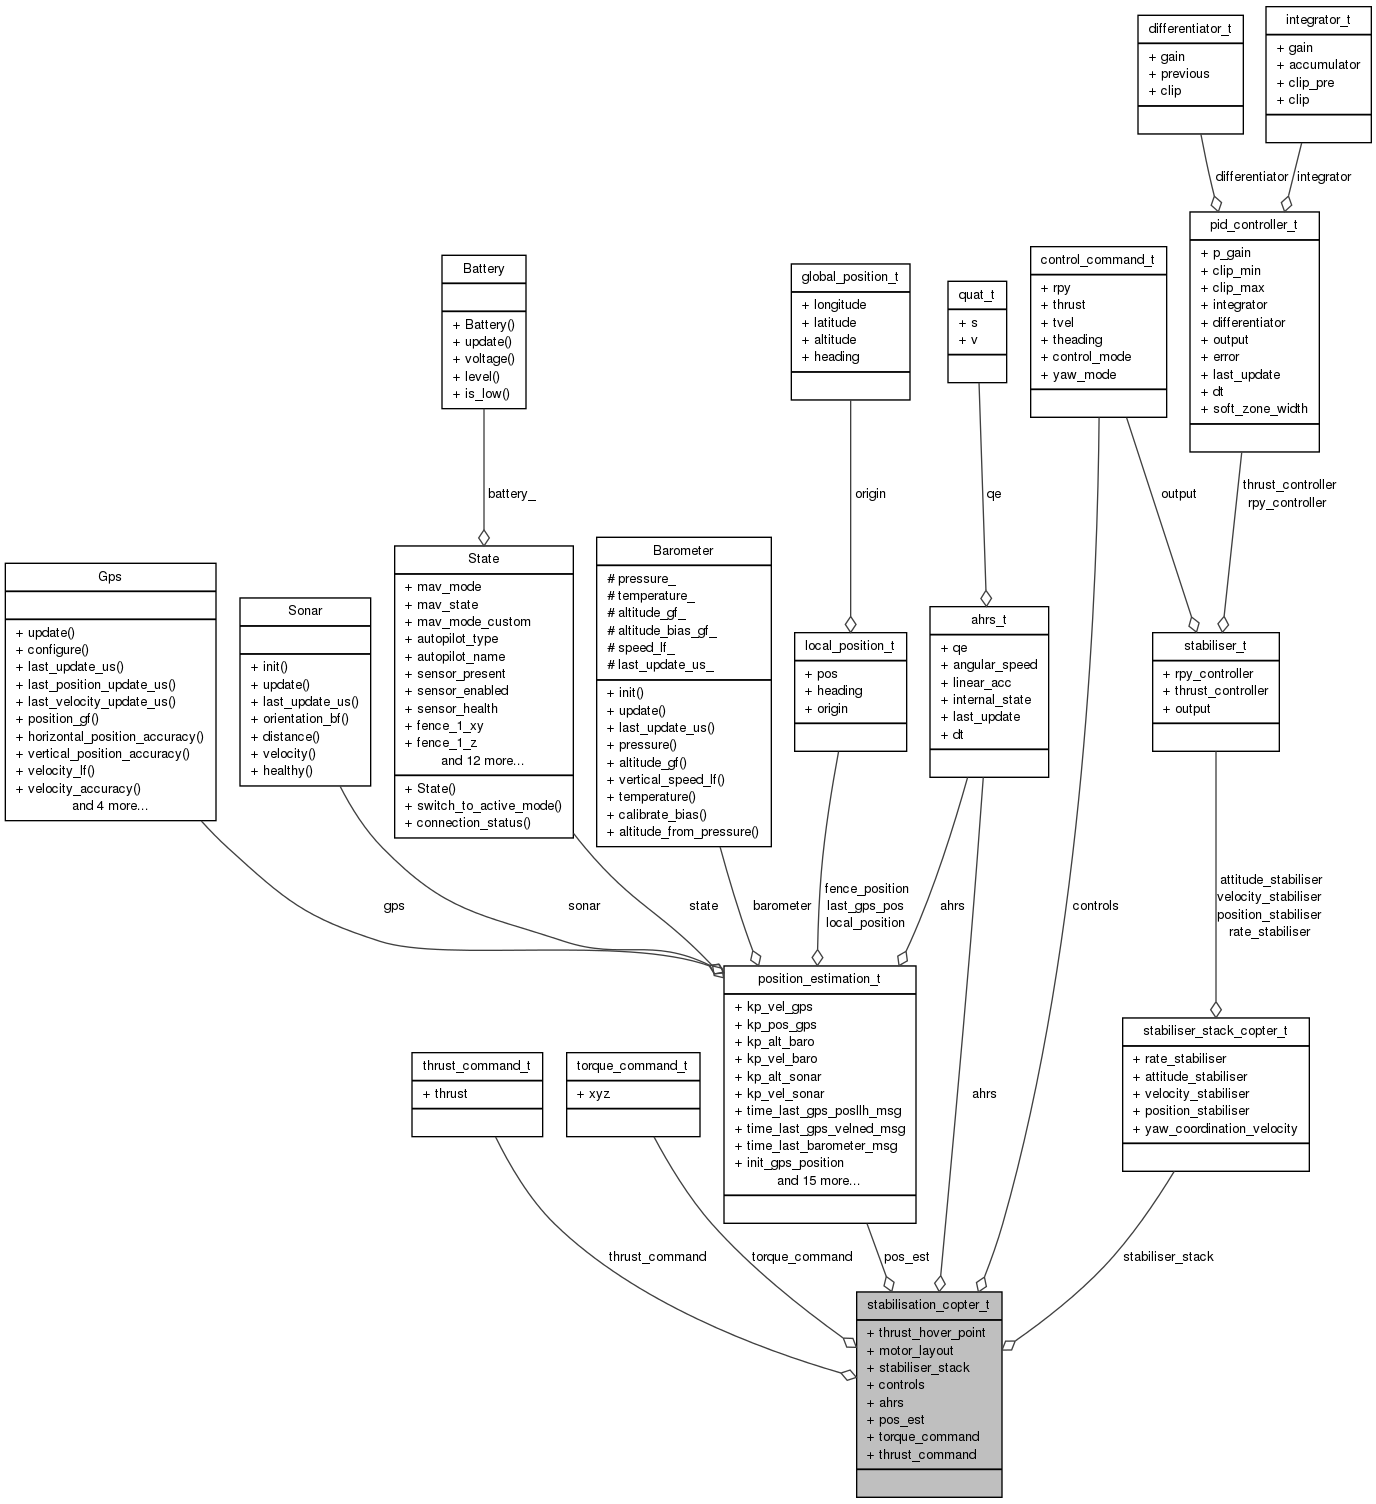 differentiator_t
+ gain
+ previous
+ clip
integrator_t
+ gain
+ accumulator
+ clip_pre
+ clip
differentiator
integrator
pid_controller_t
+ p_gain
+ clip_min
+ clip_max
+ integrator
+ differentiator
+ output
+ error
+ last_update
+ dt
+ soft_zone_width
control_command_t
+ rpy
+ thrust
+ tvel
+ theading
+ control_mode
+ yaw_mode
Battery
+ Battery()
+ update()
+ voltage()
+ level()
+ is_low()
global_position_t
+ longitude
+ latitude
+ altitude
+ heading
quat_t
+ s
+ v
battery_
origin
qe
output
thrust_controller
rpy_controller
Gps
+ update()
+ configure()
+ last_update_us()
+ last_position_update_us()
+ last_velocity_update_us()
+ position_gf()
+ horizontal_position_accuracy()
+ vertical_position_accuracy()
+ velocity_lf()
+ velocity_accuracy()
and 4 more...
Sonar
+ init()
+ update()
+ last_update_us()
+ orientation_bf()
+ distance()
+ velocity()
+ healthy()
State
+ mav_mode
+ mav_state
+ mav_mode_custom
+ autopilot_type
+ autopilot_name
+ sensor_present
+ sensor_enabled
+ sensor_health
+ fence_1_xy
+ fence_1_z
and 12 more...
+ State()
+ switch_to_active_mode()
+ connection_status()
Barometer
# pressure_
# temperature_
# altitude_gf_
# altitude_bias_gf_
# speed_lf_
# last_update_us_
+ init()
+ update()
+ last_update_us()
+ pressure()
+ altitude_gf()
+ vertical_speed_lf()
+ temperature()
+ calibrate_bias()
+ altitude_from_pressure()
local_position_t
+ pos
+ heading
+ origin
ahrs_t
+ qe
+ angular_speed
+ linear_acc
+ internal_state
+ last_update
+ dt
stabiliser_t
+ rpy_controller
+ thrust_controller
+ output
gps
sonar
state
barometer
fence_position
last_gps_pos
local_position
ahrs
controls
attitude_stabiliser
velocity_stabiliser
position_stabiliser
rate_stabiliser
position_estimation_t
+ kp_vel_gps
+ kp_pos_gps
+ kp_alt_baro
+ kp_vel_baro
+ kp_alt_sonar
+ kp_vel_sonar
+ time_last_gps_posllh_msg
+ time_last_gps_velned_msg
+ time_last_barometer_msg
+ init_gps_position
and 15 more...
thrust_command_t
+ thrust
torque_command_t
+ xyz
ahrs
stabiliser_stack_copter_t
+ rate_stabiliser
+ attitude_stabiliser
+ velocity_stabiliser
+ position_stabiliser
+ yaw_coordination_velocity
thrust_command
torque_command
pos_est
stabiliser_stack
stabilisation_copter_t
+ thrust_hover_point
+ motor_layout
+ stabiliser_stack
+ controls
+ ahrs
+ pos_est
+ torque_command
+ thrust_command